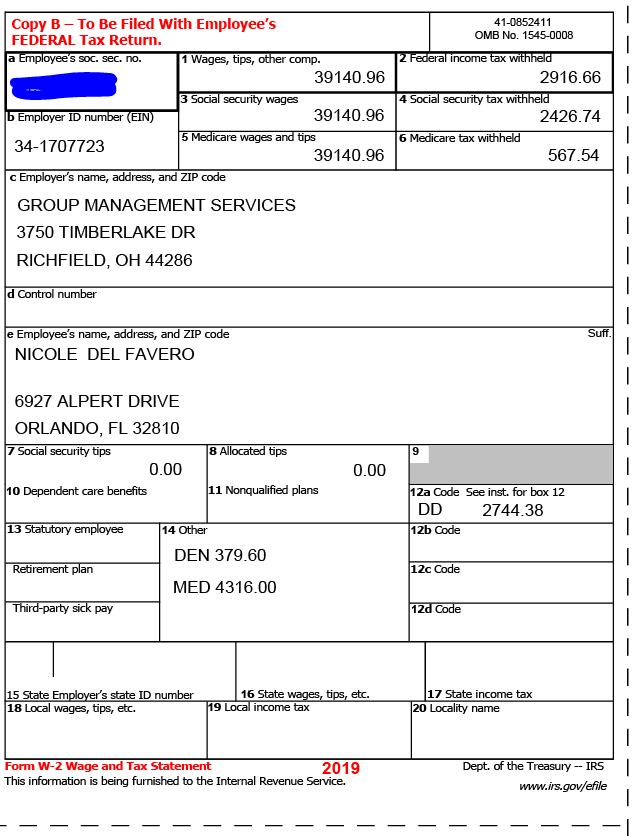 Copy B – To Be Filed With Employee's
FEDERAL Tax Return.
41-0852411
OMB No. 1545-0008
a Employee's soc. sec. no.
1 Wages, tips, other comp.
39140.96
2 Federal income tax withheld
2916.66
3 Social security wages
39140.96
4 Social security tax withheld
2426.74
b Employer ID number (EIN)
34-1707723
5 Medicare wages and tips
39140.96
6 Medicare tax withheld
567.54
c Employer's name, address, and ZIP code
GROUP MANAGEMENT SERVICES
3750 TIMBERLAKE DR
RICHFIELD, OH 44286
d Control number
e Employee's name, address, and ZIP code
Suff.
NICOLE DEL FAVERO
6927 ALPERT DRIVE
ORLANDO, FL 32810
7 Social security tips
0.00
8 Allocated tips
0.00
9
10 Dependent care benefits
11 Nonqualified plans
12a Code See inst. for box 12
DD 2744.38
13 Statutory employee
14 Other
12b Code
DEN 379.60
Retirement plan
12c Code
MED 4316.00
Third-party sick pay
12d Code
15 State Employer's state ID number
16 State wages, tips, etc.
17 State income tax
18 Local wages, tips, etc.
19 Local income tax
20 Locality name
Form W-2 Wage and Tax Statement
2019
Dept. of the Treasury -- IRS
This information is being furnished to the Internal Revenue Service.
www.irs.gov/efile